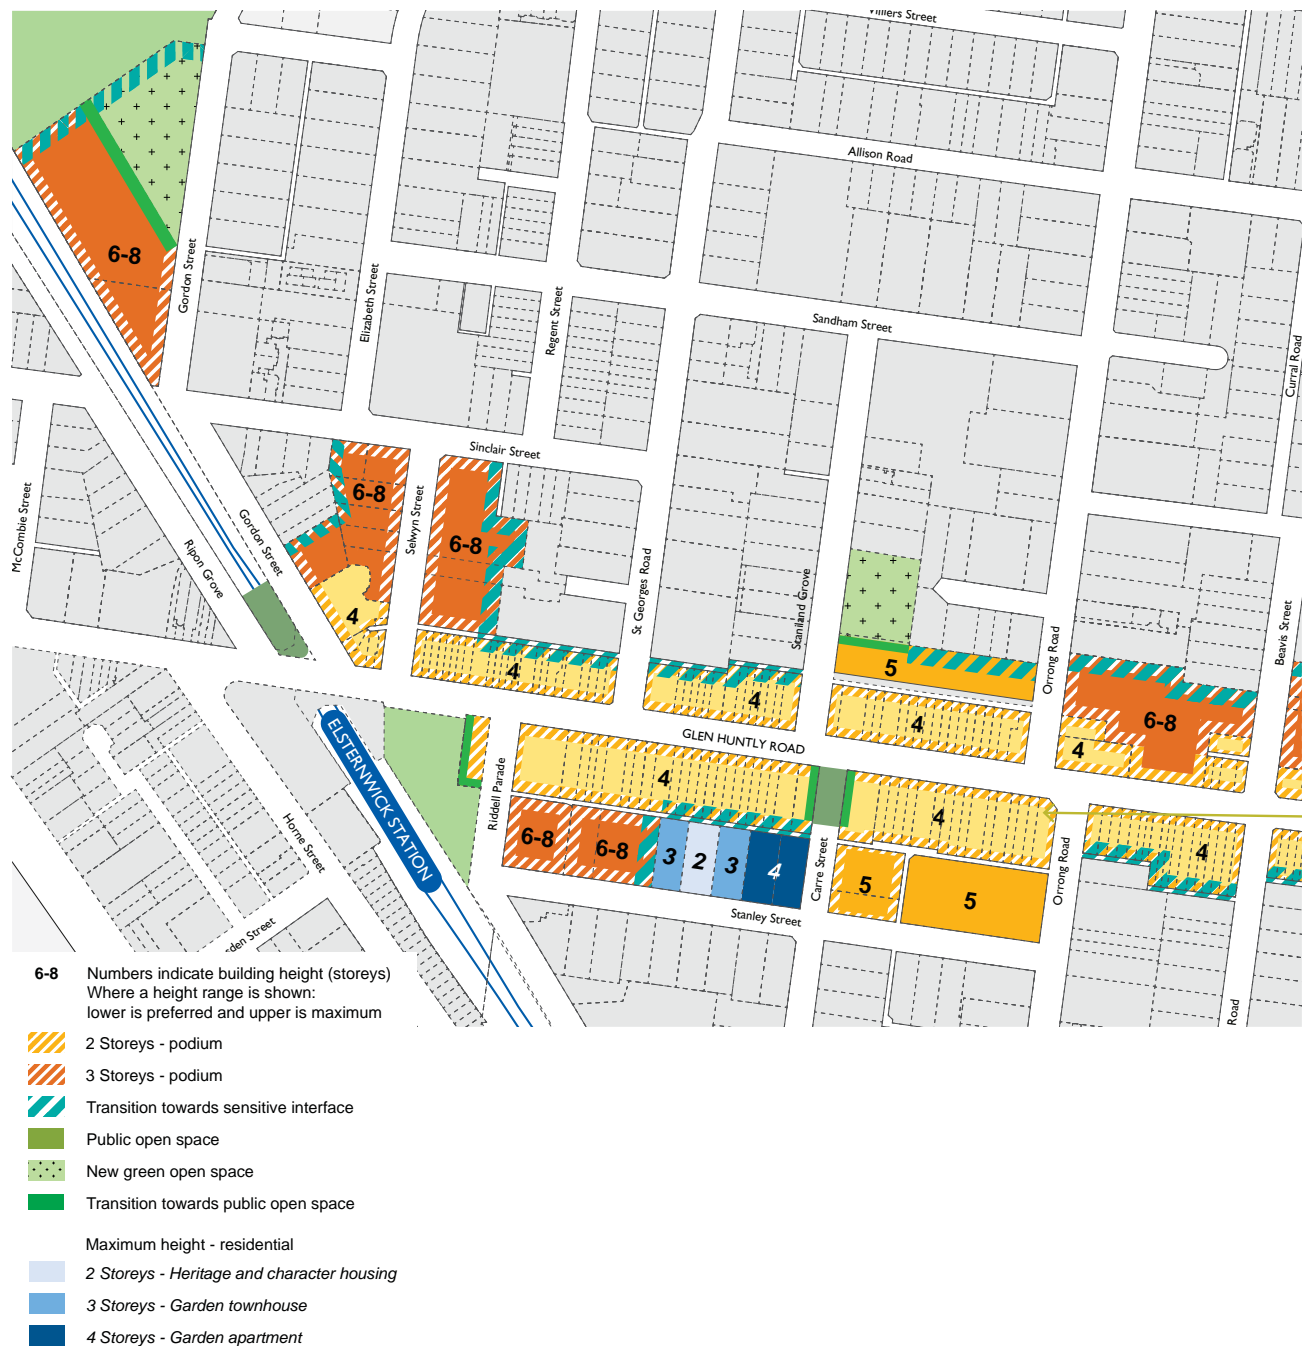 Villiers Street
Allison Road
Sandham Street
Curral Road
6-8
Gordon Street
Elizabeth Street
Regent Street
Sinclair Street
6-8
6-8
Selwyn Street
McCombie Street
Gordon Street
Ripon Grove
St Georges Road
Staniland Grove
Orrong Road
Beavis Street
4
4
4
5
4
6-8
4
GLEN HUNTLY ROAD
4
4
4
ELSTERNWICK STATION
Riddell Parade
Horne Street
6-8
6-8
3
2
3
4
Carre Street
5
5
Orrong Road
Stanley Street
den Street
Road
6-8 Numbers indicate building height (storeys)
Where a height range is shown:
lower is preferred and upper is maximum
2 Storeys - podium
3 Storeys - podium
Transition towards sensitive interface
Public open space
New green open space
Transition towards public open space
Maximum height - residential
2 Storeys - Heritage and character housing
3 Storeys - Garden townhouse
4 Storeys - Garden apartment